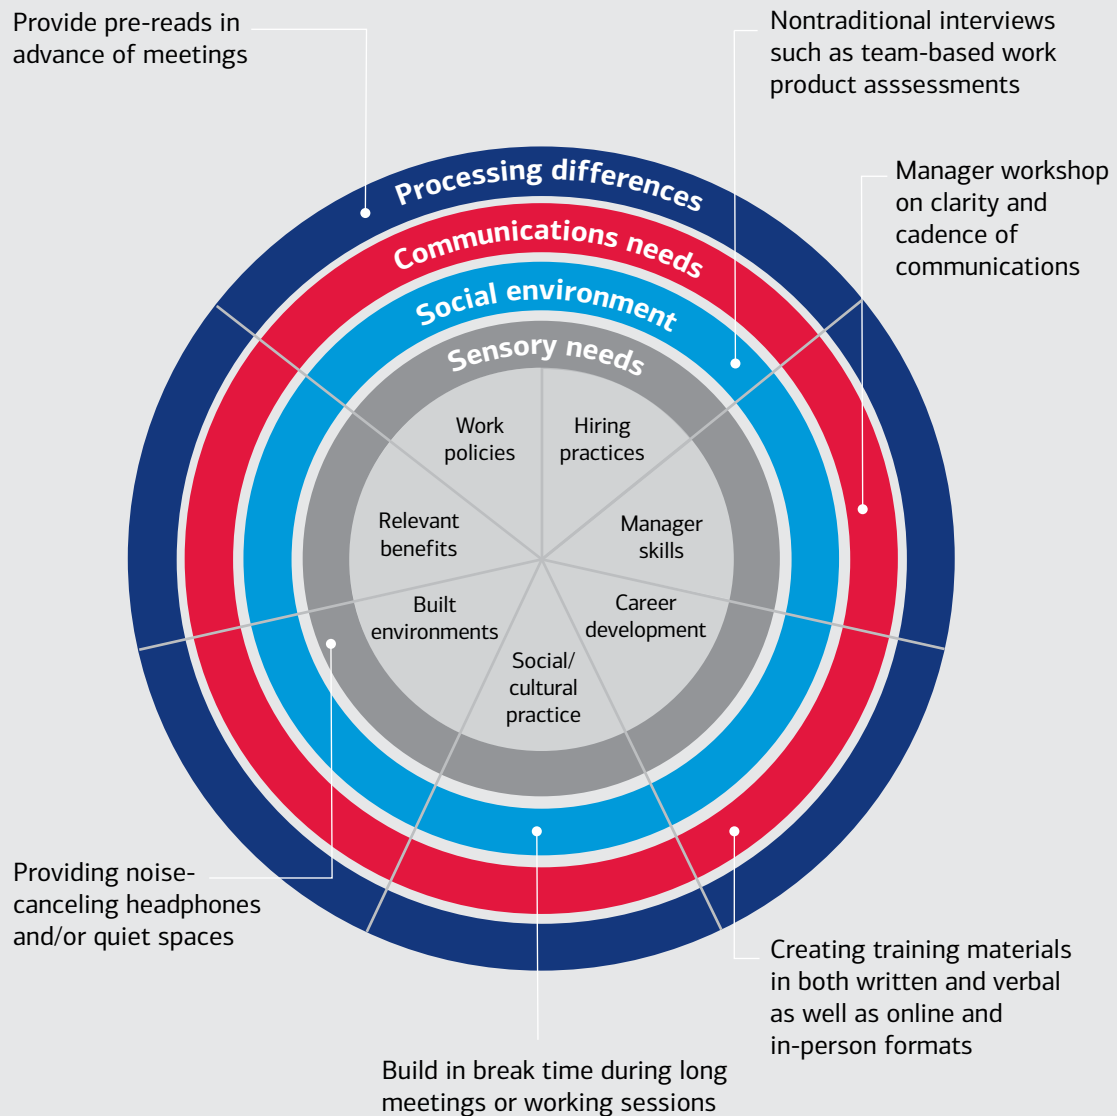 Provide pre-reads in
advance of meetings
Nontraditional interviews
such as team-based work
product asssessments
Manager workshop
on clarity and
cadence of
communications
Processing differences
Communications needs
Social environment
Sensory needs
Work
policies
Hiring
practices
Relevant
benefits
Manager
skills
Built
environments
Career
development
Social/
cultural
practice
Providing noise-
canceling headphones
and/or quiet spaces
Creating training materials
in both written and verbal
as well as online and
in-person formats
Build in break time during long
meetings or working sessions